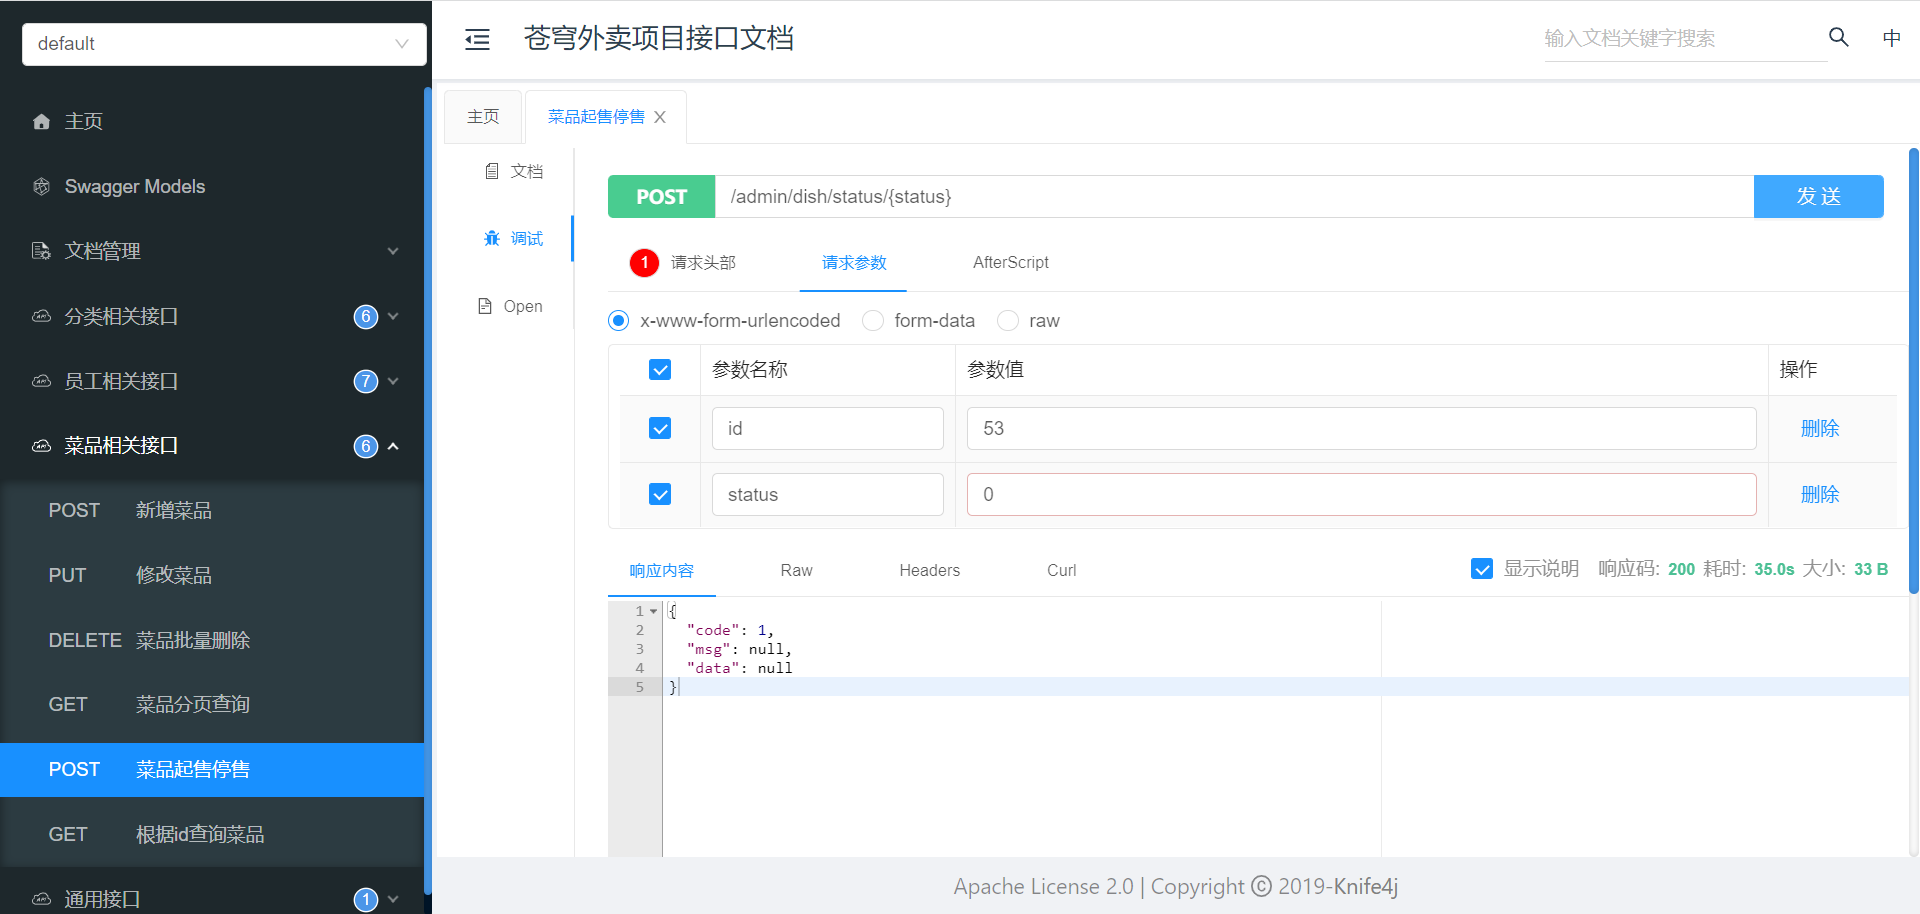 default
主页
Swagger Models
文档管理
分类相关接口 6
员工相关接口 7
菜品相关接口 6
POST 新增菜品
PUT 修改菜品
DELETE 菜品批量删除
GET 菜品分页查询
POST 菜品起售停售
GET 根据id查询菜品
通用接口 1
苍穹外卖项目接口文档
输入文档关键字搜索
中
主页 菜品起售停售 X
文档
调试
Open
POST /admin/dish/status/{status} 发送
1 请求头部 请求参数 AfterScript
x-www-form-urlencoded form-data raw
参数名称 参数值 操作
id 53 删除
status 0 删除
响应内容 Raw Headers Curl
显示说明 响应码: 200 耗时: 35.0s 大小: 33 B
1 {
2 "code": 1,
3 "msg": null,
4 "data": null
5 }
Apache License 2.0 | Copyright © 2019-Knife4j